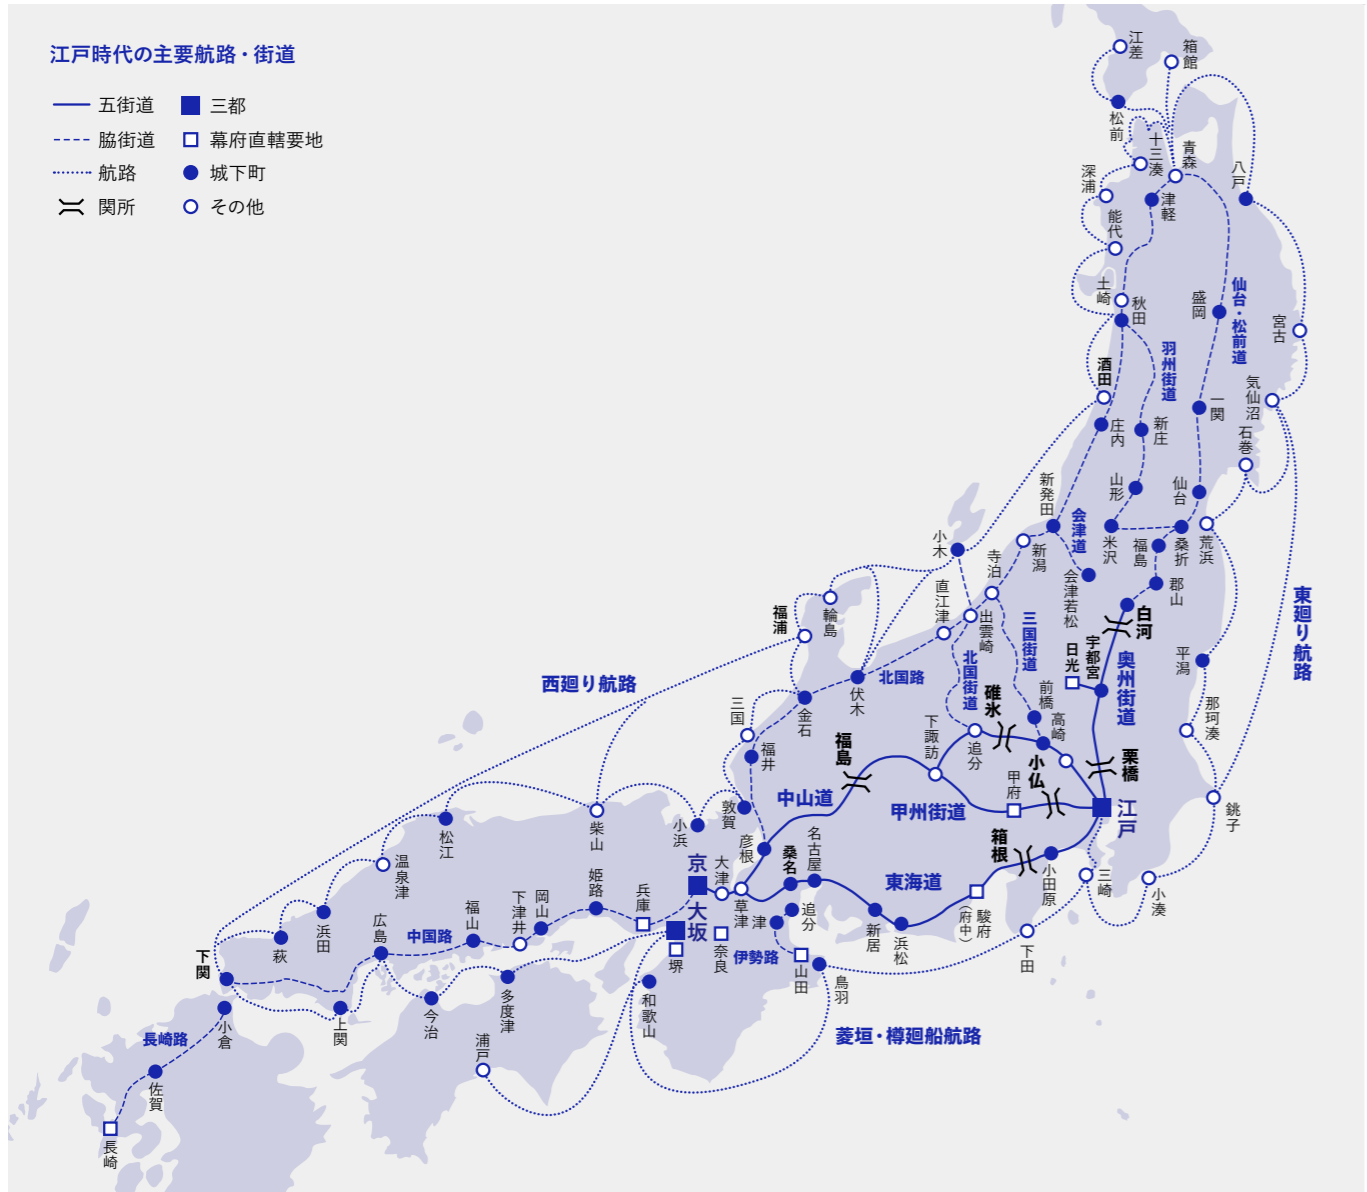 江戸時代の主要航路・街道
五街道
三都
脇街道
幕府直轄要地
航路
城下町
関所
その他
江差
箱館
松前
十三湊
青森
深浦
津軽
八戸
能代
土崎
秋田
盛岡
仙台・松前道
宮古
羽州街道
酒田
気仙沼
一関
庄内
新庄
石巻
山形
仙台
新発田
会津道
米沢
福島
桑折
荒浜
小木
寺泊
新潟
会津若松
郡山
直江津
出雲崎
白河
東廻り航路
輪島
福浦
三国街道
日光
宇都宮
奥州街道
平潟
北国街道
北国路
西廻り航路
伏木
金石
碓氷
前橋
高崎
那珂湊
三国
福井
福島
下諏訪
追分
小仏
栗橋
甲府
中山道
甲州街道
江戸
銚子
敦賀
小浜
柴山
松江
彦根
桑名
名古屋
箱根
京
大津
温泉津
東海道
小田原
三崎
小湊
姫路
兵庫
草津
大坂
岡山
下津井
福山
広島
浜田
萩
中国路
津
追分
新居
浜松
駿府
(府中)
下田
下関
堺
奈良
伊勢路
山田
鳥羽
和歌山
多度津
今治
上関
小倉
浦戸
菱垣・樽廻船航路
長崎路
佐賀
長崎